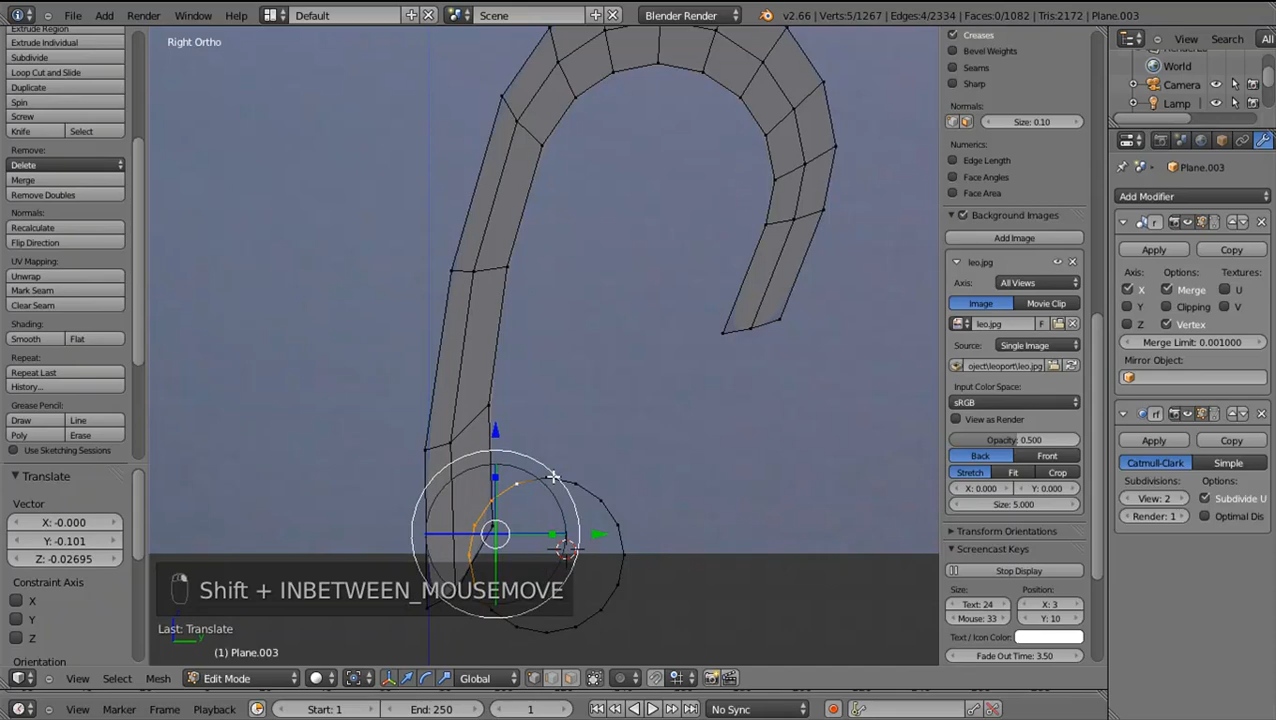 File Add Render Window Help Default Scene Blender Render v2.66 | Verts:5/1267 | Edges:4/2334 | Faces:0/1082 | Tris:2172 | Plane.003
Right Ortho
Extrude Region
Extrude Individual
Subdivide
Loop Cut and Slide
Duplicate
Spin
Screw
Knife Select
Remove:
Delete
Merge
Remove Doubles
Normals:
Recalculate
Flip Direction
UV Mapping:
Unwrap
Mark Seam
Clear Seam
Shading:
Smooth Flat
Repeat:
Repeat Last
History...
Grease Pencil:
Draw Line
Poly Erase
Use Sketching Sessions
Translate
Vector
X: -0.000
Y: -0.101
Z: -0.02695
Constraint Axis
X
Y
Z
Orientation
Shift + INBETWEEN_MOUSEMOVE
Last: Translate
y
(1) Plane.003
Creases
Bevel Weights
Seams
Sharp
Normals:
Size: 0.10
Numerics:
Edge Length
Face Angles
Face Area
Background Images
Add Image
leo.jpg
Axis: All Views
Image Movie Clip
leo.jpg F
Source: Single Image
oject\leoport\leo.jpg
Input Color Space:
sRGB
View as Render
Opacity: 0.500
Back Front
Stretch Fit Crop
X: 0.000 Y: 0.000
Size: 5.000
Transform Orientations
Screencast Keys
Stop Display
Size: Position:
Text: 24 X: 3
Mouse: 33 Y: 10
Text / Icon Color:
Fade Out Time: 3.50
View Search All
World
Camera
Lamp
Plane.003
Add Modifier
r
Apply Copy
Axis: Options: Textures:
X Merge U
Y Clipping V
Z Vertex
Merge Limit: 0.001000
Mirror Object:
rf
Apply Copy
Catmull-Clark Simple
Subdivisions: Options:
View: 2 Subdivide U
Render: 1 Optimal Dis
View Select Mesh Edit Mode Global
View Marker Frame Playback Start: 1 End: 250 1 No Sync